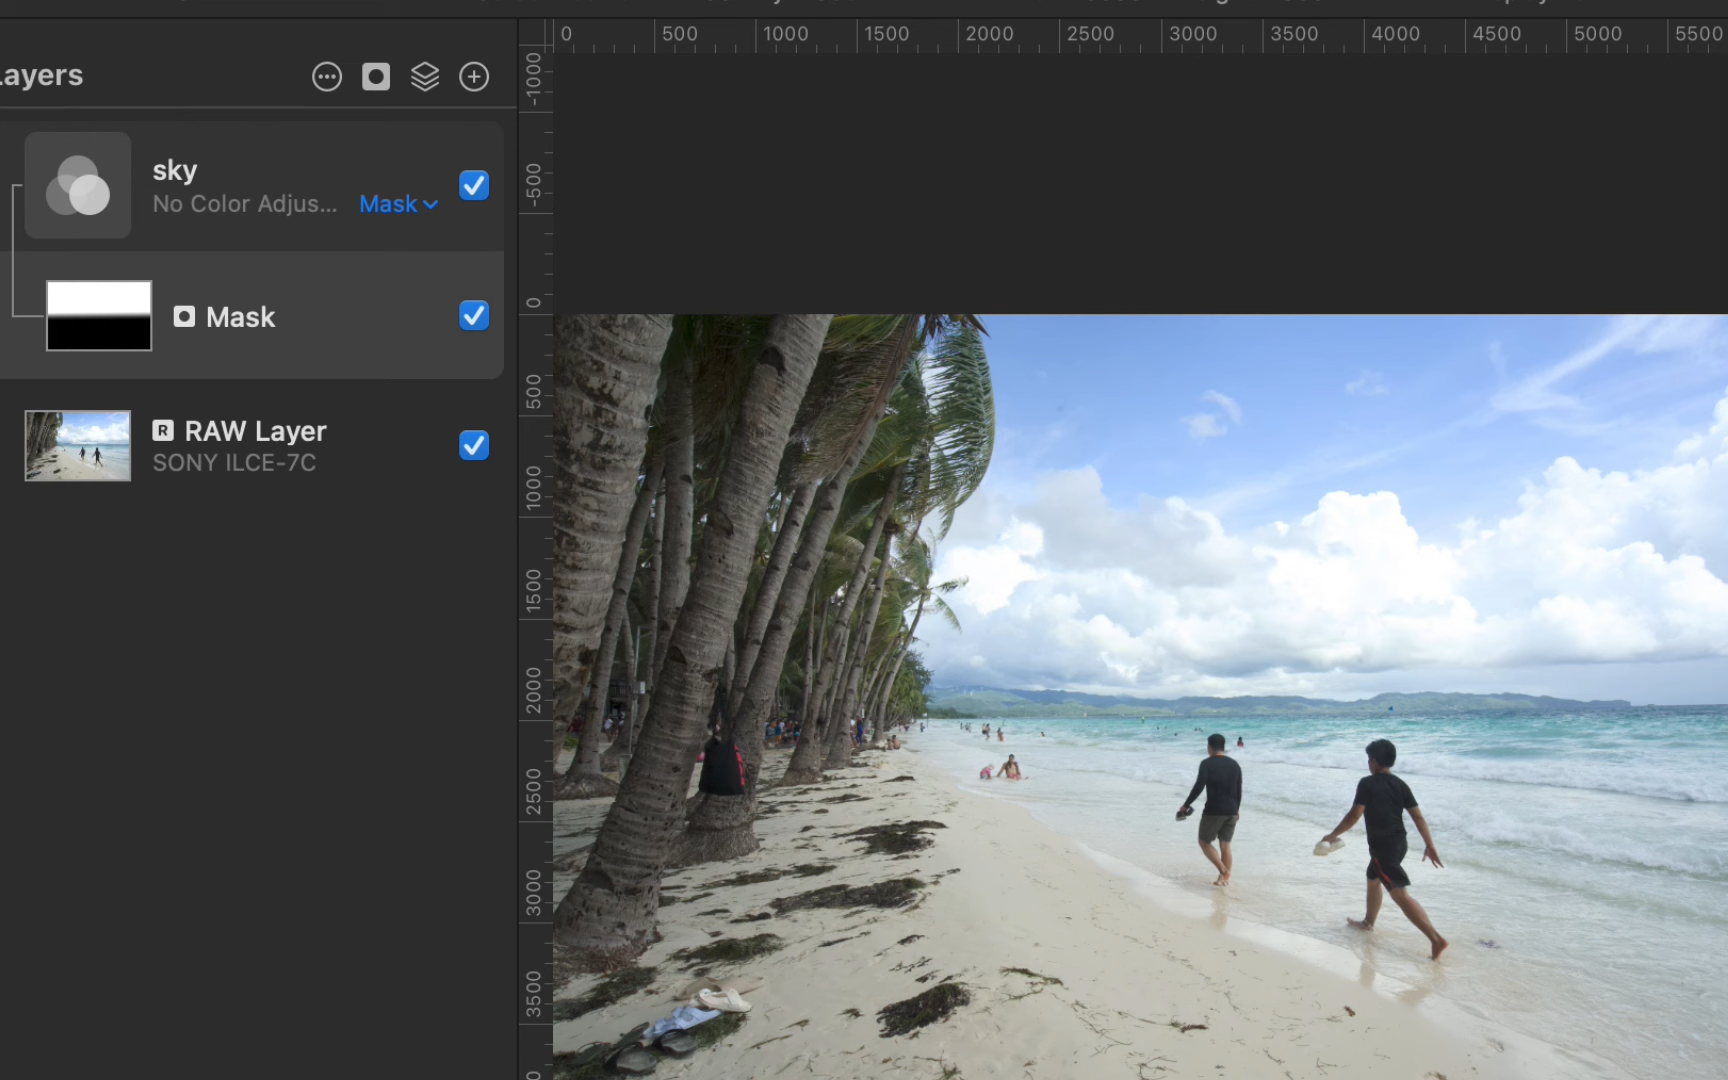 0 500 1000 1500 2000 2500 3000 3500 4000 4500 5000 5500
Layers
sky
No Color Adjus... Mask
Mask
R RAW Layer
SONY ILCE-7C
-1000
-500
0
500
1000
1500
2000
2500
3000
3500